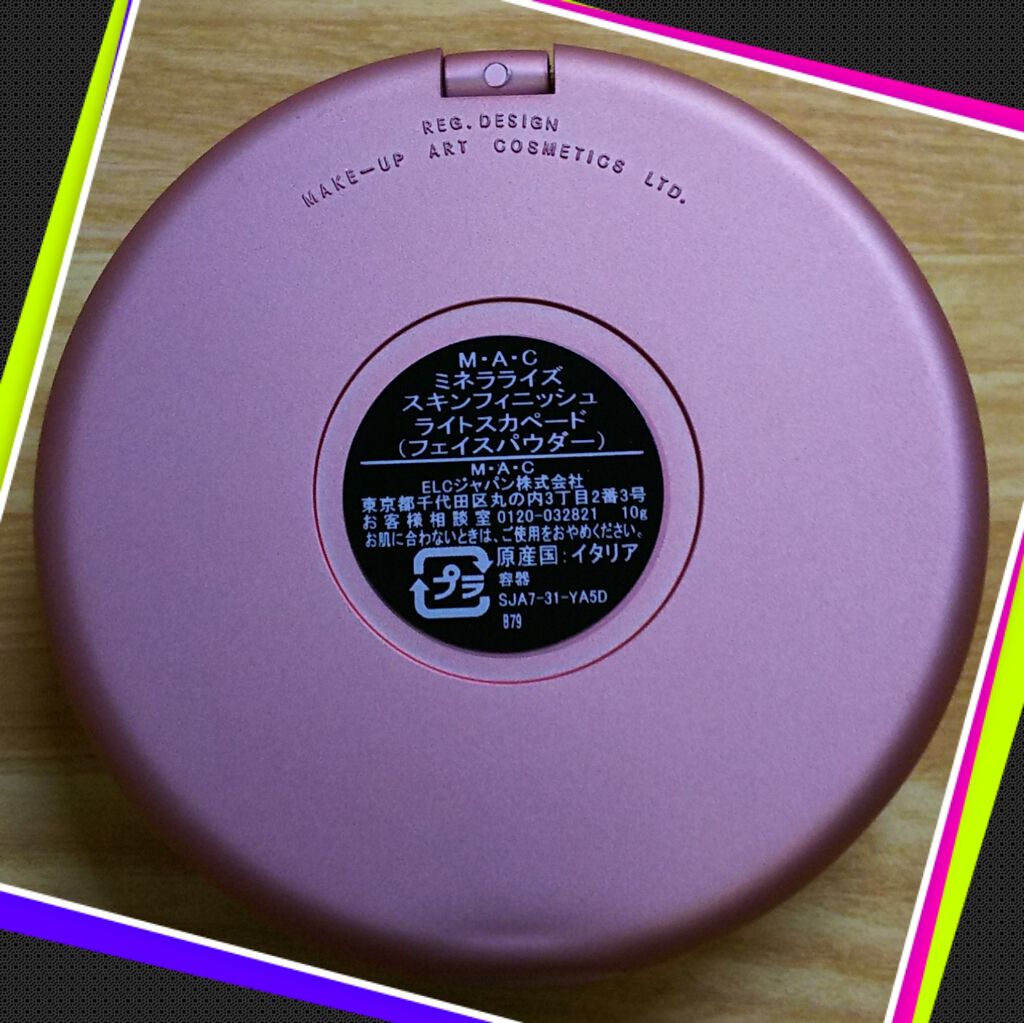 REG. DESIGN
MAKE-UP ART COSMETICS LTD.
M・A・C
ミネラライズ
スキンフィニッシュ
ライトスカペード
(フェイスパウダー)
M・A・C
ELCジャパン株式会社
東京都千代田区丸の内3丁目2番3号
お客様相談室 0120-032821 10g
お肌に合わないときは、ご使用をおやめください。
プラ 原産国:イタリア
容器
SJA7-31-YA5D
B79